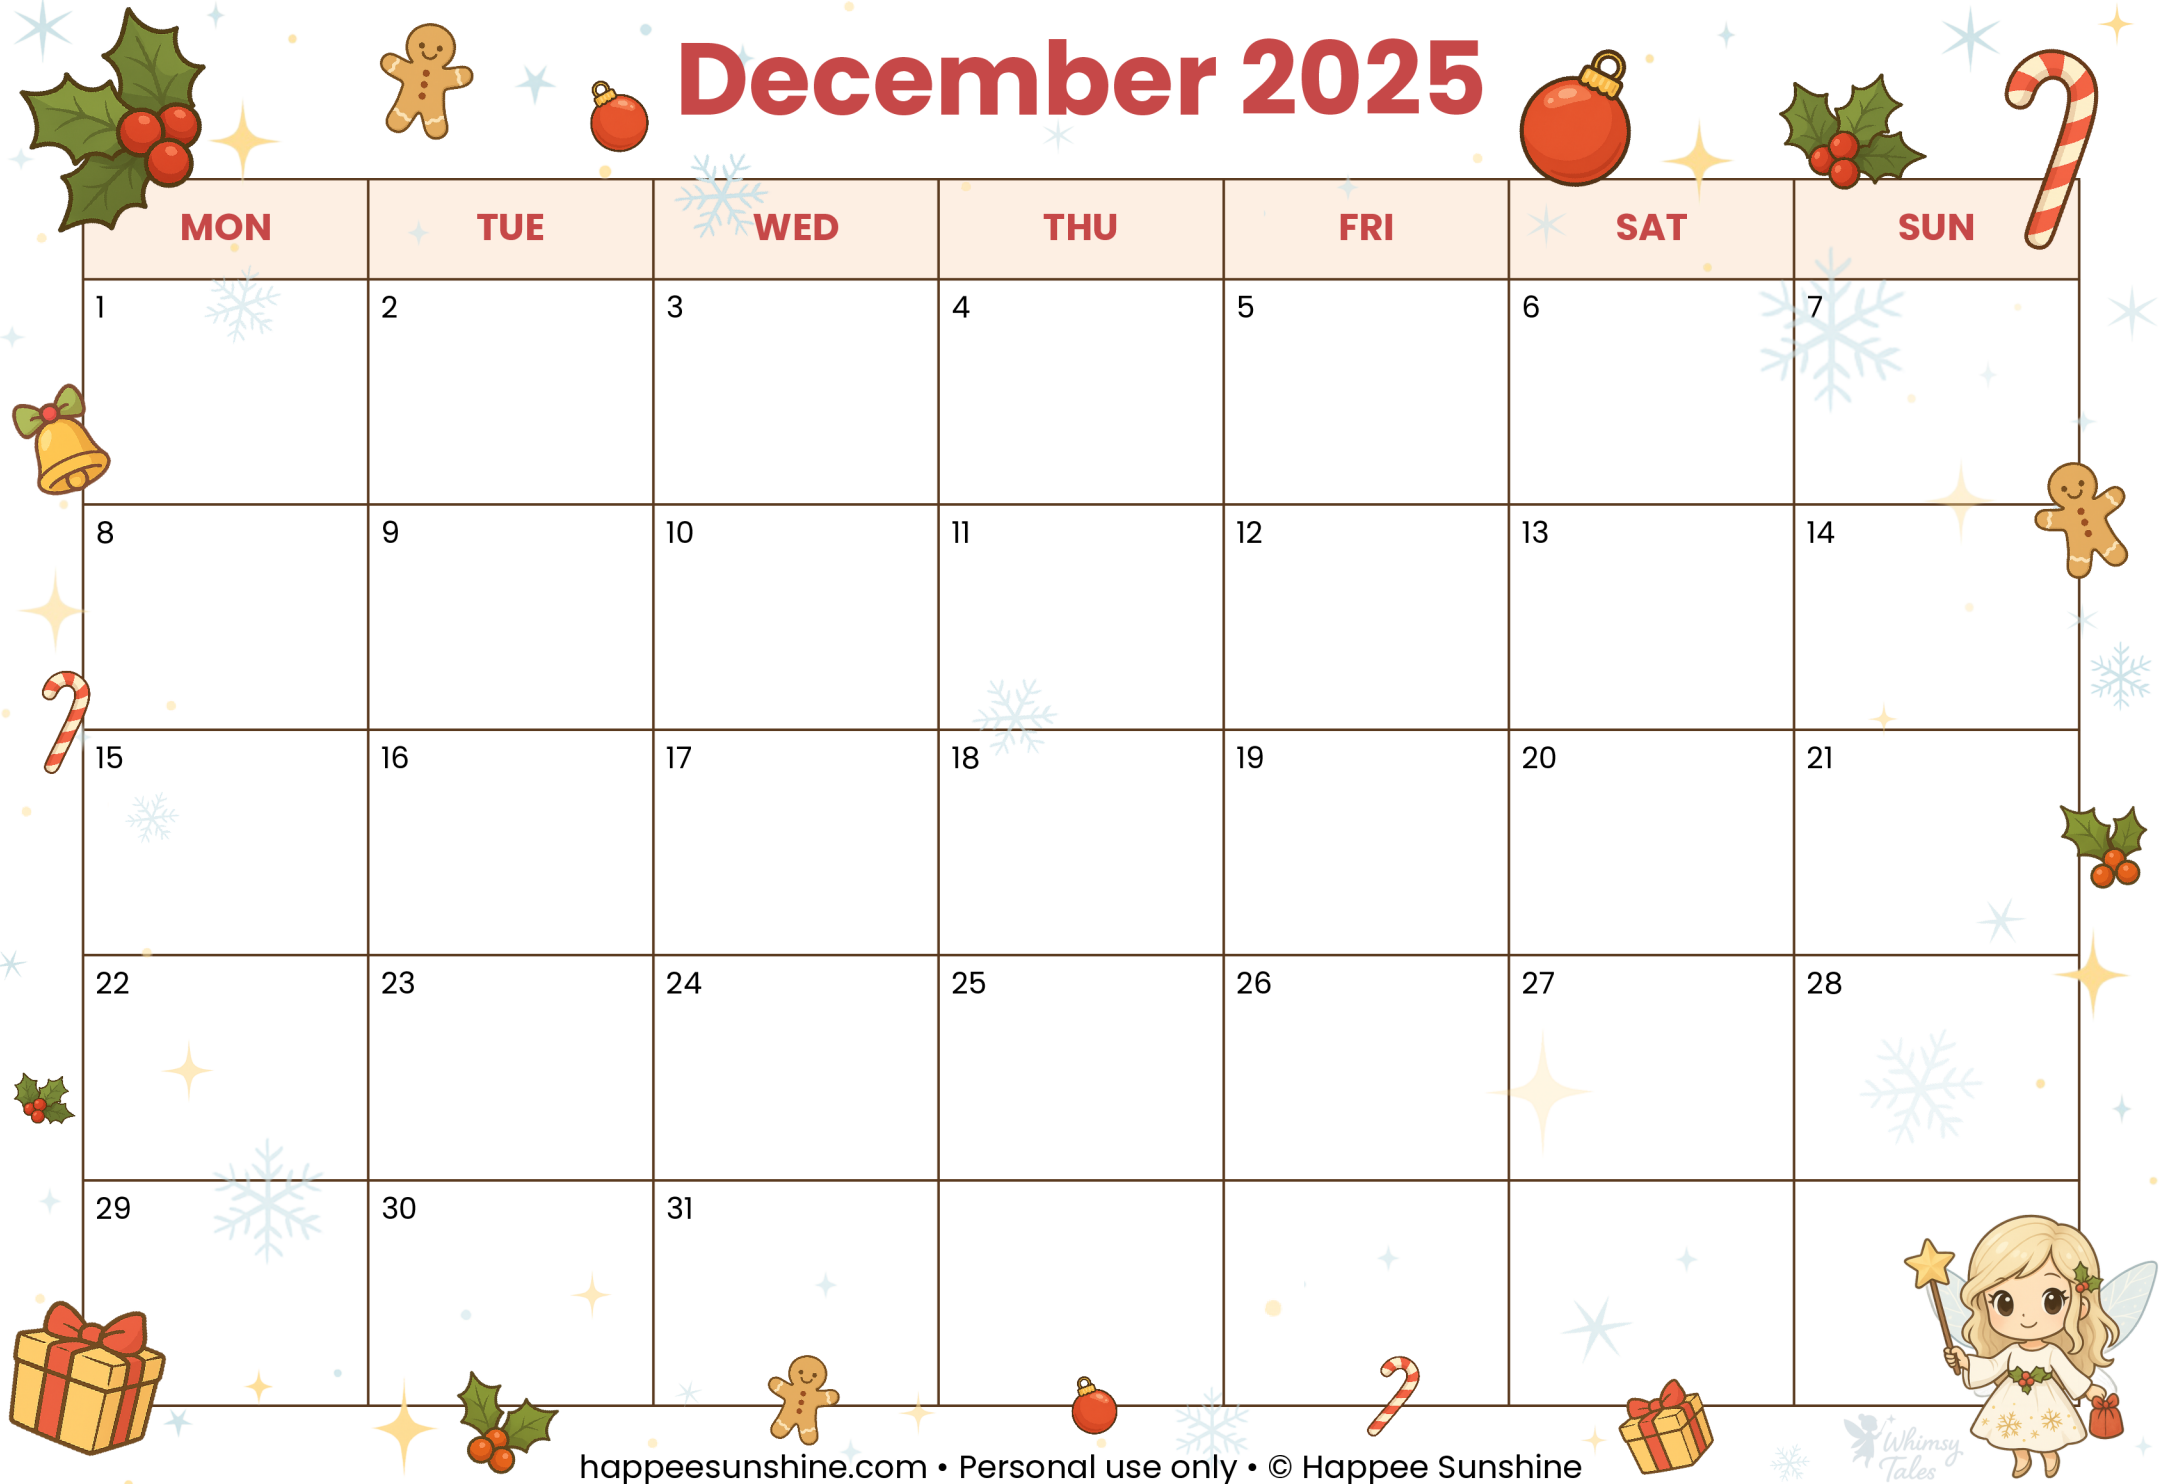 December 2025
MON TUE WED THU FRI SAT SUN
1 2 3 4 5 6 7
8 9 10 11 12 13 14
15 16 17 18 19 20 21
22 23 24 25 26 27 28
29 30 31
happeesunshine.com • Personal use only • © Happee Sunshine
Whimsy
Tales